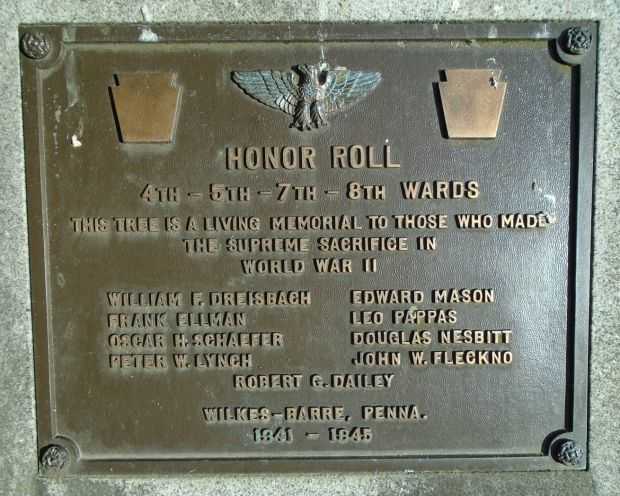 HONOR ROLL
4TH - 5TH - 7TH - 8TH WARDS
THIS TREE IS A LIVING MEMORIAL TO THOSE WHO MADE
THE SUPREME SACRIFICE IN
WORLD WAR II
WILLIAM F. DREISBACH
FRANK ELLMAN
OSCAR H. SCHAEFER
PETER W. LYNCH
EDWARD MASON
LEO PAPPAS
DOUGLAS NESBITT
JOHN W. FLECKNO
ROBERT G. DAILEY
WILKES-BARRE, PENNA.
1941 - 1945